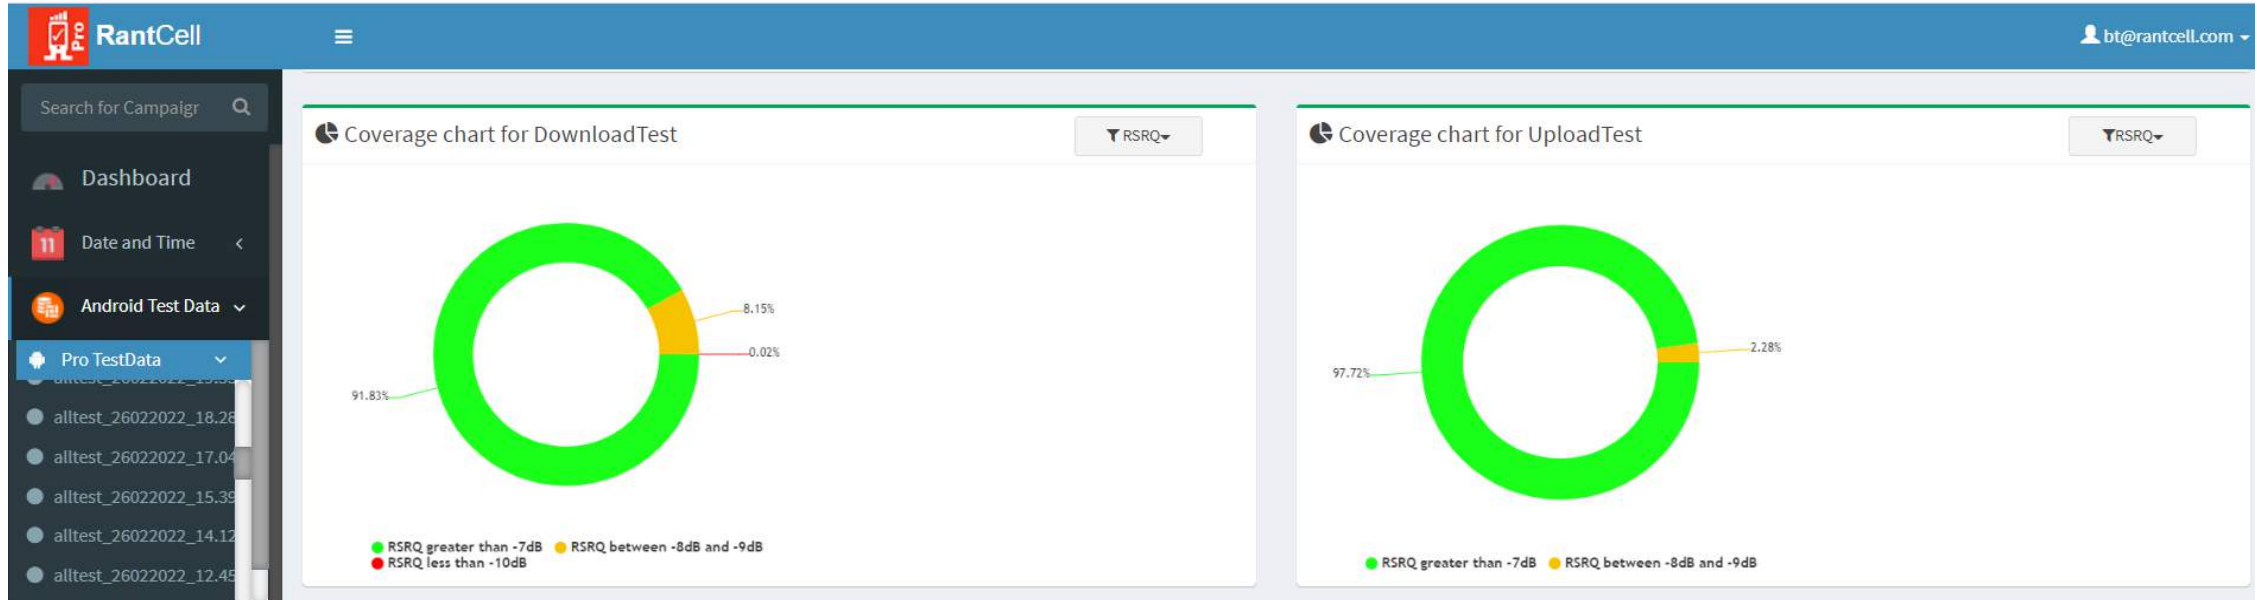 Pro RantCell
bt@rantcell.com
Search for Campaigr
Dashboard
11 Date and Time
Android Test Data
Pro TestData
alltest_26022022_18.28
alltest_26022022_17.04
alltest_26022022_15.39
alltest_26022022_14.12
alltest_26022022_12.45
Coverage chart for DownloadTest
RSRQ
8.15%
0.02%
91.83%
RSRQ greater than -7dB RSRQ between -8dB and -9dB
RSRQ less than -10dB
Coverage chart for UploadTest
RSRQ
2.28%
97.72%
RSRQ greater than -7dB RSRQ between -8dB and -9dB